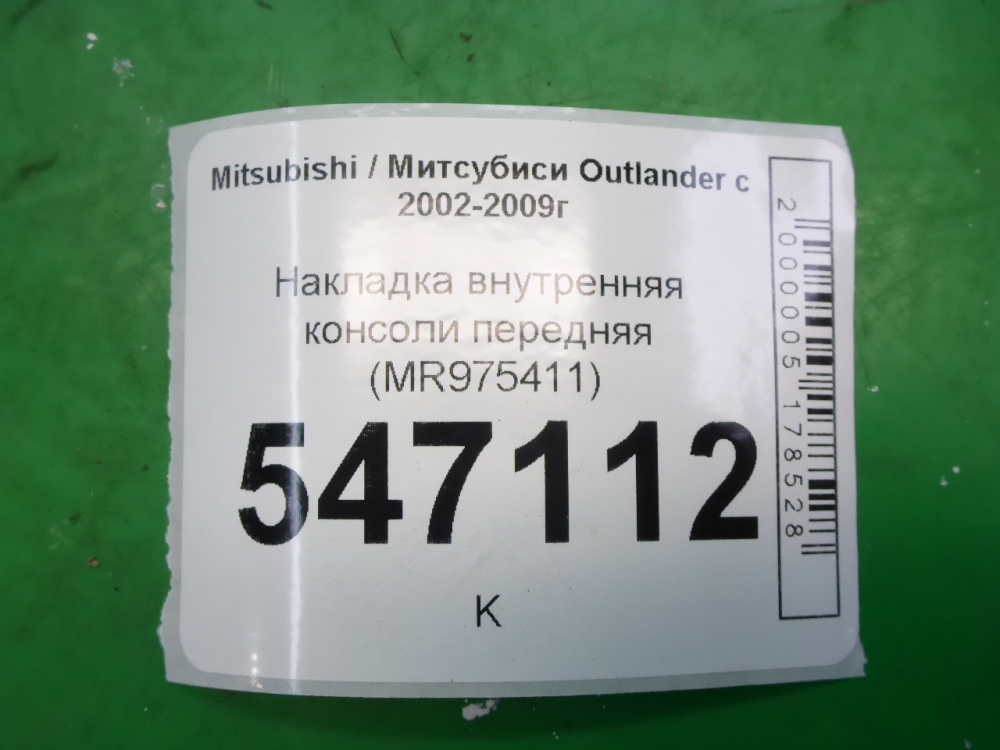 Mitsubishi / Митсубиси Outlander с
2002-2009г
Накладка внутренняя
консоли передняя
(MR975411)
547112
К
2000005178528